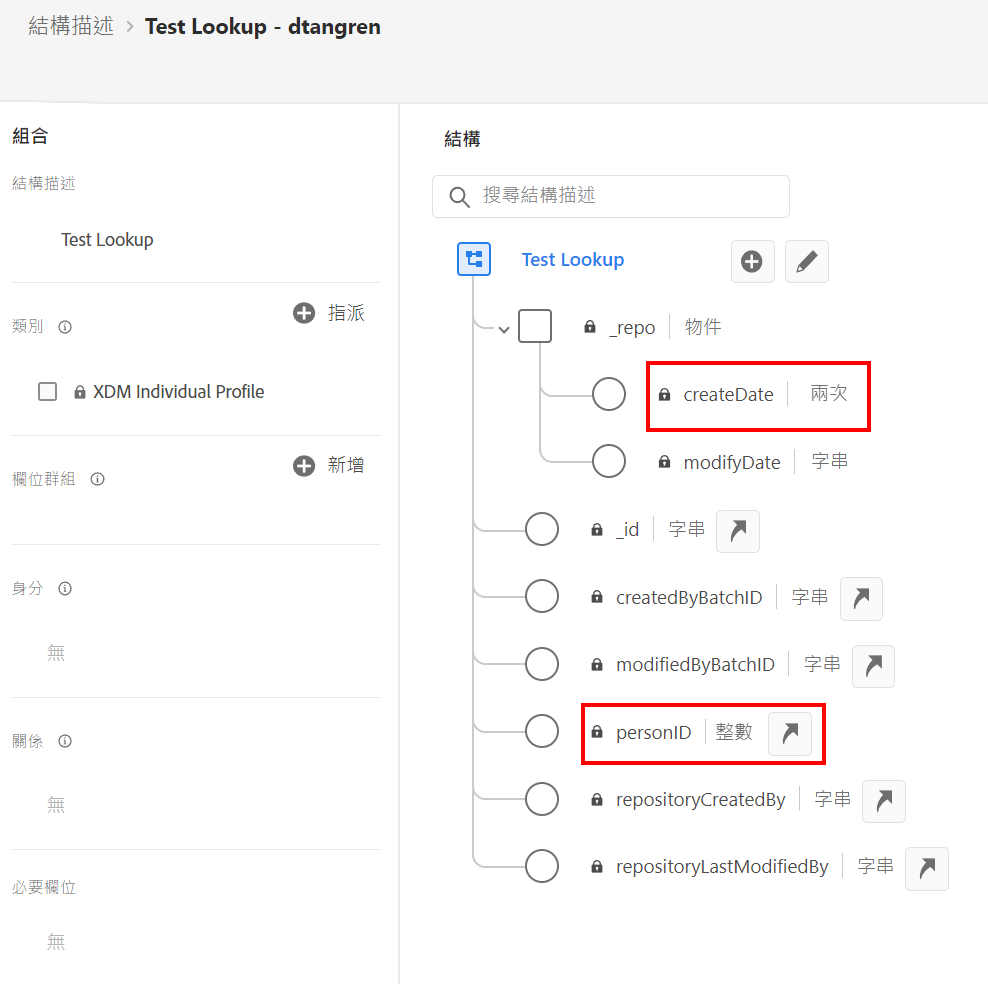 結構描述 > Test Lookup - dtangren
組合
結構描述
Test Lookup
類別
指派
XDM Individual Profile
欄位群組
新增
身分
無
關係
無
必要欄位
無
結構
搜尋結構描述
Test Lookup
_repo 物件
createDate 兩次
modifyDate 字串
_id 字串
createdByBatchID 字串
modifiedByBatchID 字串
personID 整數
repositoryCreatedBy 字串
repositoryLastModifiedBy 字串